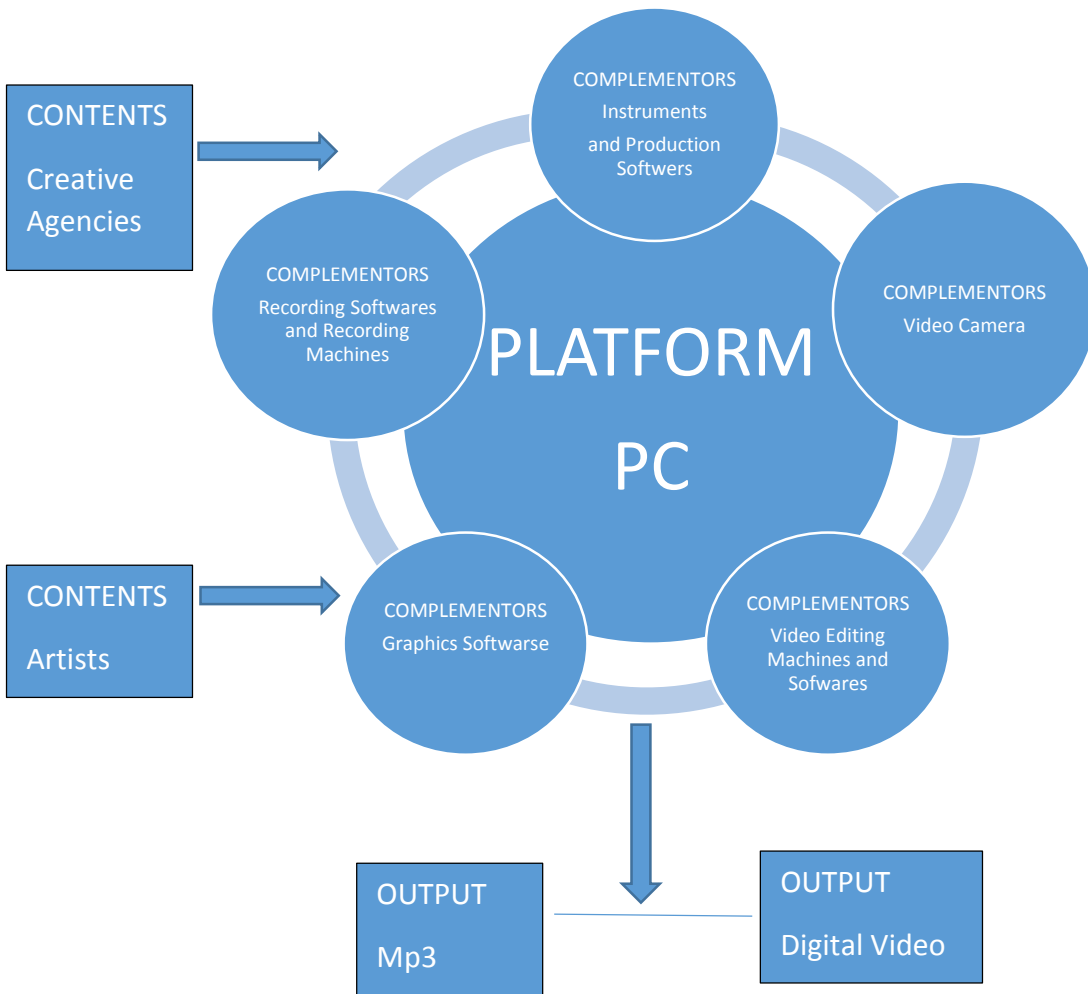 COMPLEMENTORS
Instruments
and Production
Softwers
CONTENTS
Creative
Agencies
COMPLEMENTORS
Recording Softwares
and Recording
Machines
COMPLEMENTORS
Video Camera
PLATFORM
PC
CONTENTS
Artists
COMPLEMENTORS
Graphics Softwarse
COMPLEMENTORS
Video Editing
Machines and
Sofwares
OUTPUT
Mp3
OUTPUT
Digital Video